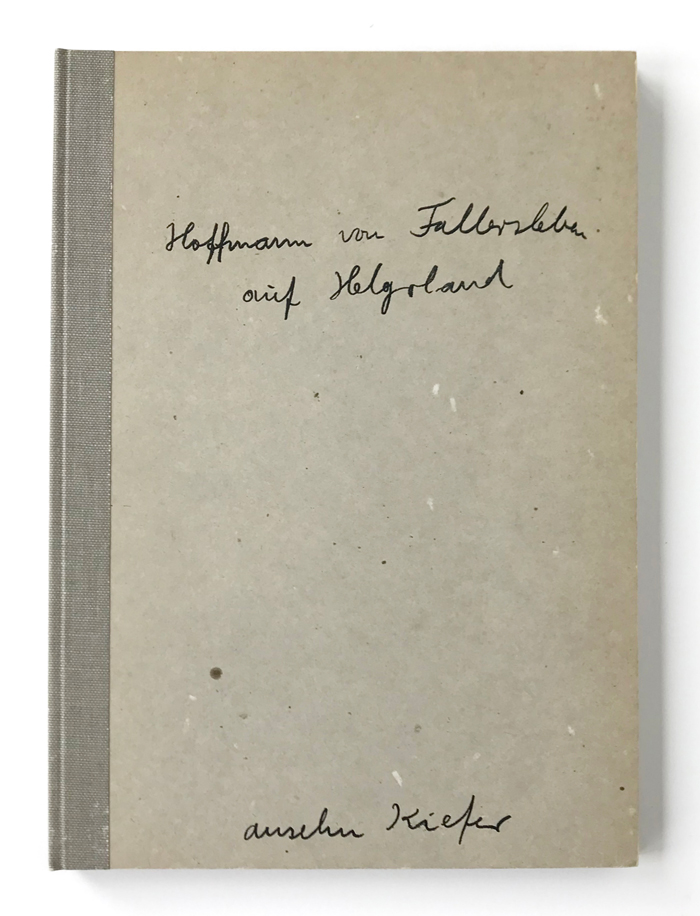 Hoffmann von Fallersleben
auf Helgoland
anselm Kiefer